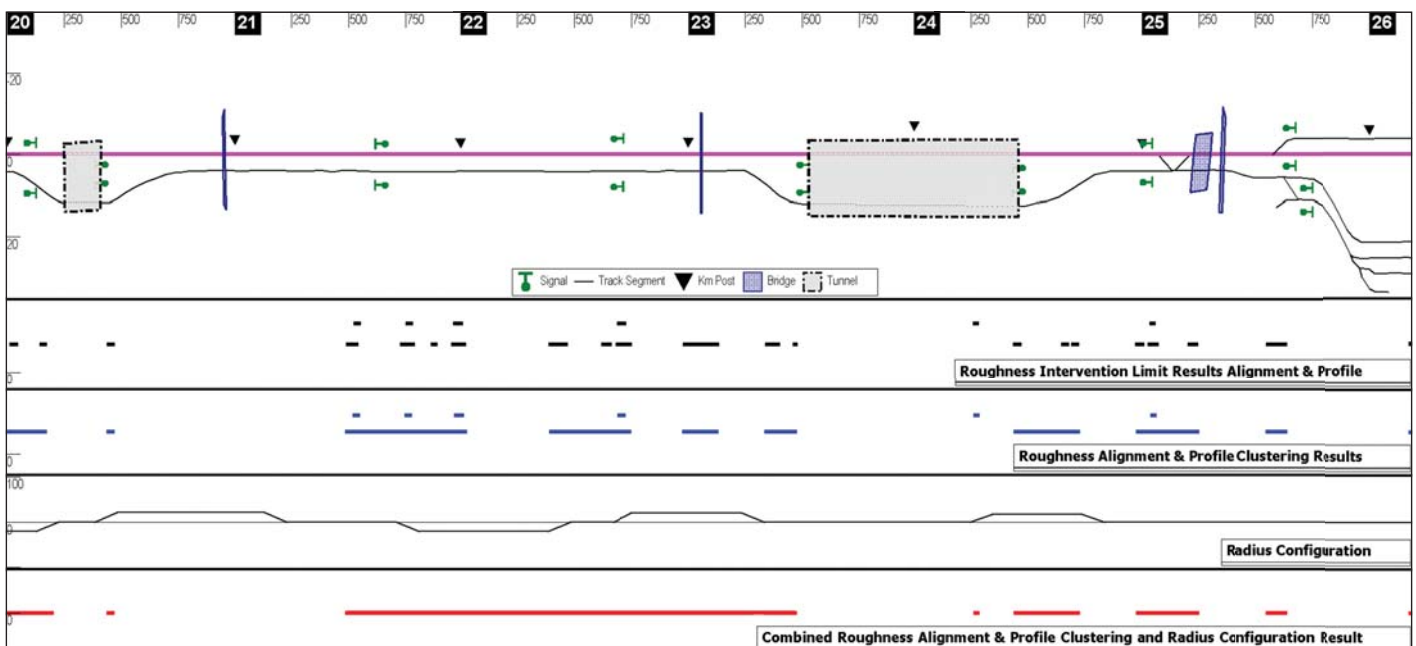 20 |250 |500 |750 21 |500 |750 22 |250 |500 |750 23 |250 |500 |750 24 |250 |500 |750 25 |250 |500 |750 26
20
0
20
Signal Track Segment Km Post Bridge Tunnel
0
Roughness Intervention Limit Results Alignment & Profile
0
Roughness Alignment & Profile Clustering Results
100
0
Radius Configuration
0
Combined Roughness Alignment & Profile Clustering and Radius Configuration Result